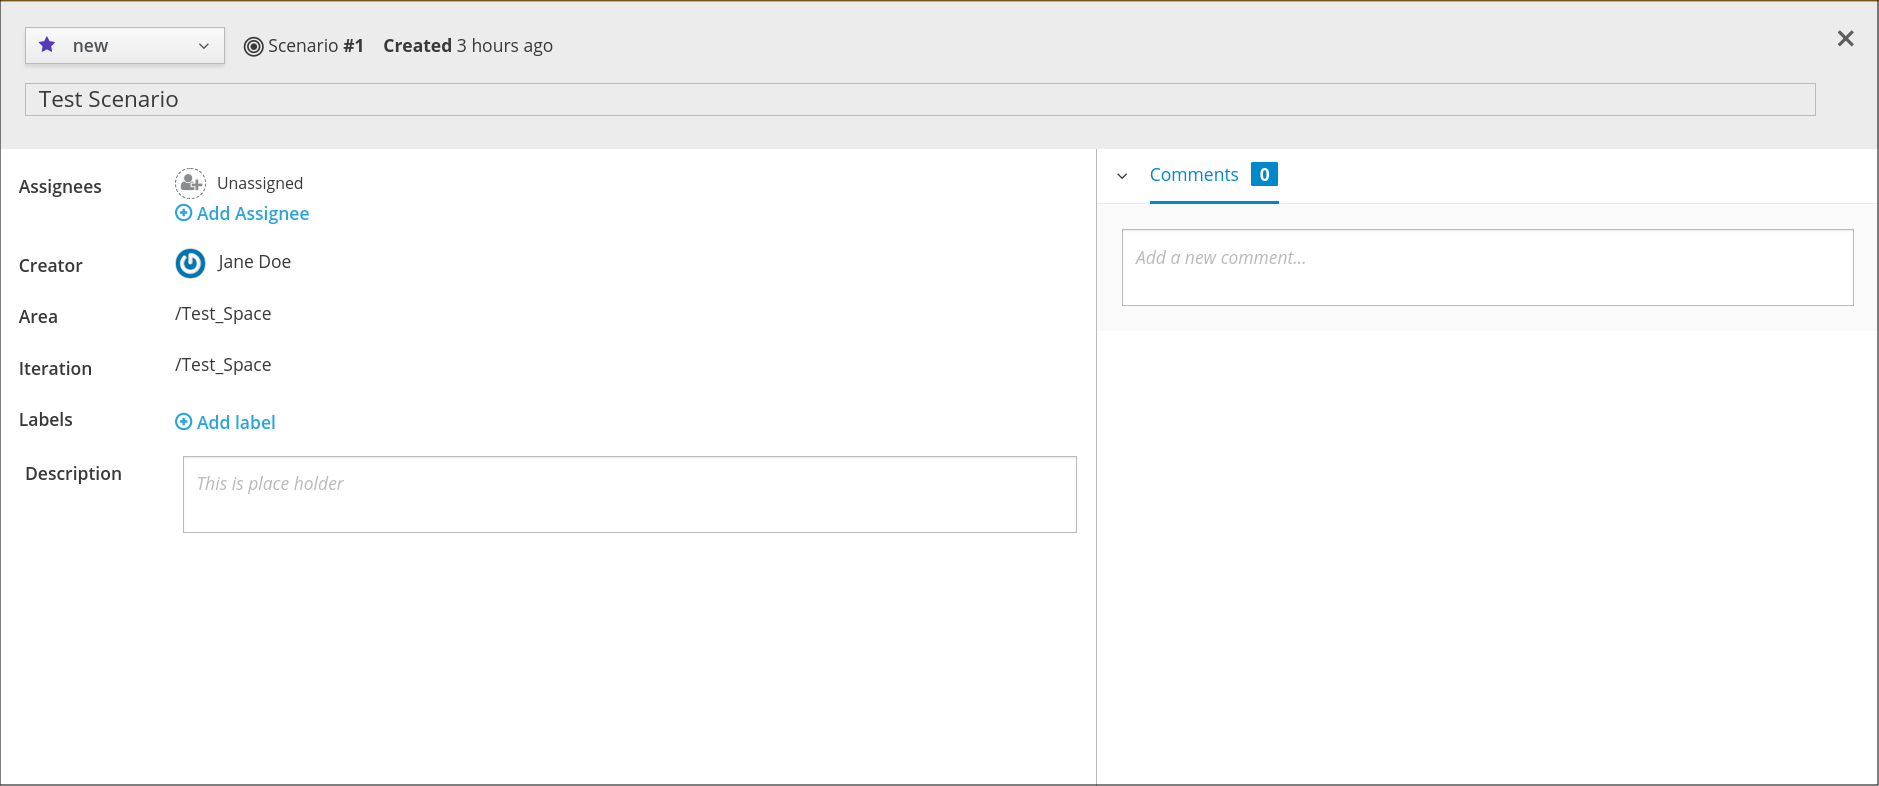 new
Scenario #1 Created 3 hours ago
Test Scenario
Assignees
Unassigned
Add Assignee
Creator
Jane Doe
Area
/Test_Space
Iteration
/Test_Space
Labels
Add label
Description
This is place holder
Comments 0
Add a new comment...